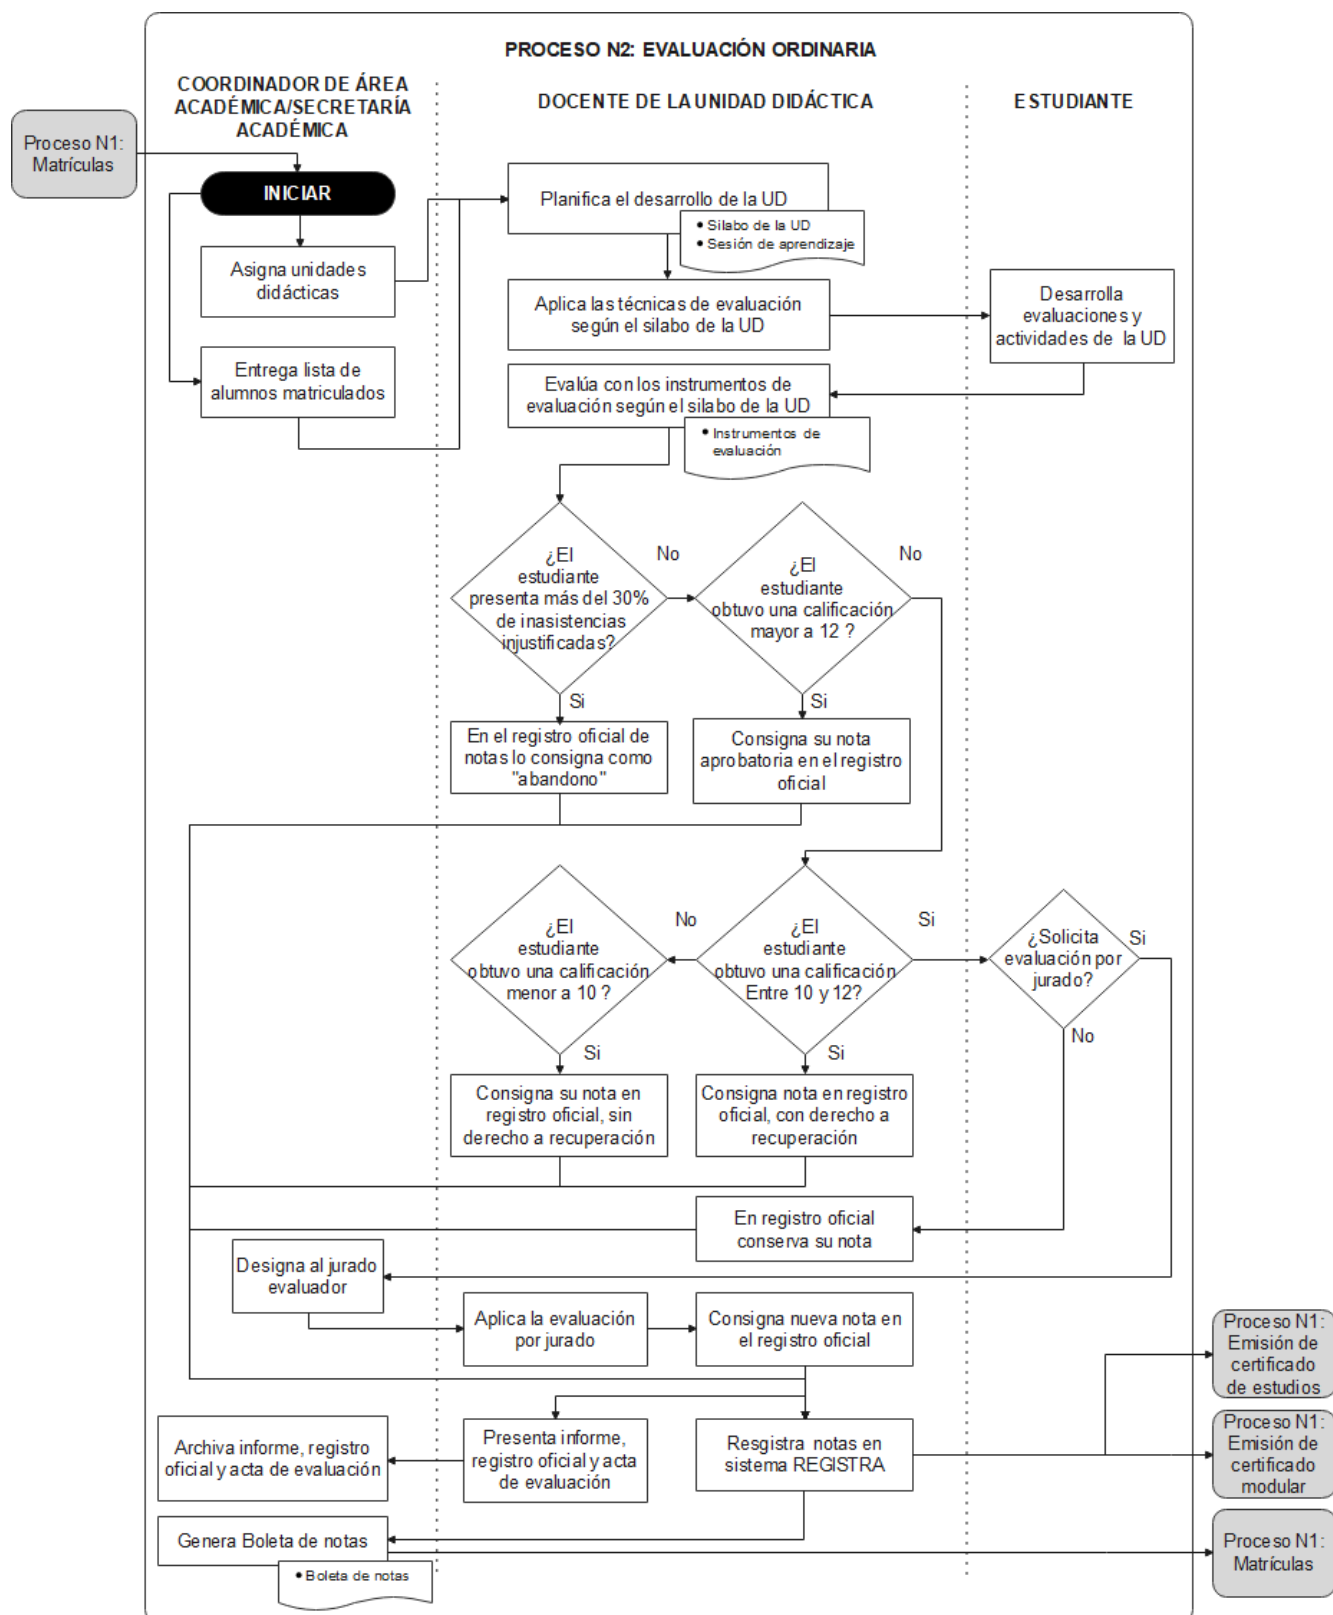 PROCESO N2: EVALUACIÓN ORDINARIA
COORDINADOR DE ÁREA
ACADÉMICA/SECRETARÍA
ACADÉMICA
DOCENTE DE LA UNIDAD DIDÁCTICA
ESTUDIANTE
Proceso N1:
Matrículas
INICIAR
Planifica el desarrollo de la UD
• Silabo de la UD
• Sesión de aprendizaje
Asigna unidades
didácticas
Aplica las técnicas de evaluación
según el silabo de la UD
Desarrolla
evaluaciones y
actividades de la UD
Entrega lista de
alumnos matriculados
Evalúa con los instrumentos de
evaluación según el silabo de la UD
• Instrumentos de
evaluación
¿El
estudiante
presenta más del 30%
de inasistencias
injustificadas?
No
¿El
estudiante
obtuvo una calificación
mayor a 12 ?
No
Si
Si
En el registro oficial de
notas lo consigna como
"abandono"
Consigna su nota
aprobatoria en el registro
oficial
¿El
estudiante
obtuvo una calificación
menor a 10 ?
No
¿El
estudiante
obtuvo una calificación
Entre 10 y 12?
Si
¿Solicita
evaluación por
jurado?
Si
No
Si
Si
Consigna su nota en
registro oficial, sin
derecho a recuperación
Consigna nota en registro
oficial, con derecho a
recuperación
En registro oficial
conserva su nota
Designa al jurado
evaluador
Aplica la evaluación
por jurado
Consigna nueva nota en
el registro oficial
Proceso N1:
Emisión de
certificado
de estudios
Archiva informe, registro
oficial y acta de evaluación
Presenta informe,
registro oficial y acta
de evaluación
Resgistra notas en
sistema REGISTRA
Proceso N1:
Emisión de
certificado
modular
Genera Boleta de notas
• Boleta de notas
Proceso N1:
Matrículas